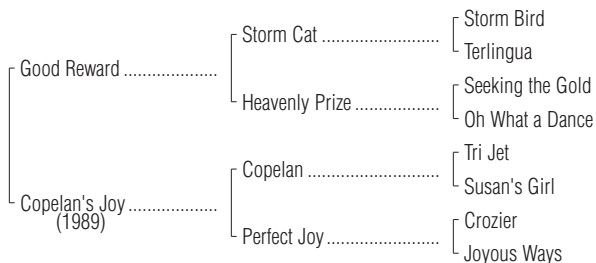 Storm Bird
Storm Cat ......................
Terlingua
Good Reward ....................
Seeking the Gold
Heavenly Prize ..................
Oh What a Dance
Tri Jet
Copelan ............................
Susan's Girl
Copelan's Joy ...................
(1989)
Crozier
Perfect Joy ........................
Joyous Ways